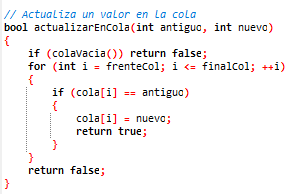 // Actualiza un valor en la cola
bool actualizarEnCola(int antiguo, int nuevo)
{
    if (colaVacia()) return false;
    for (int i = frenteCol; i <= finalCol; ++i)
    {
        if (cola[i] == antiguo)
        {
            cola[i] = nuevo;
            return true;
        }
    }
    return false;
}